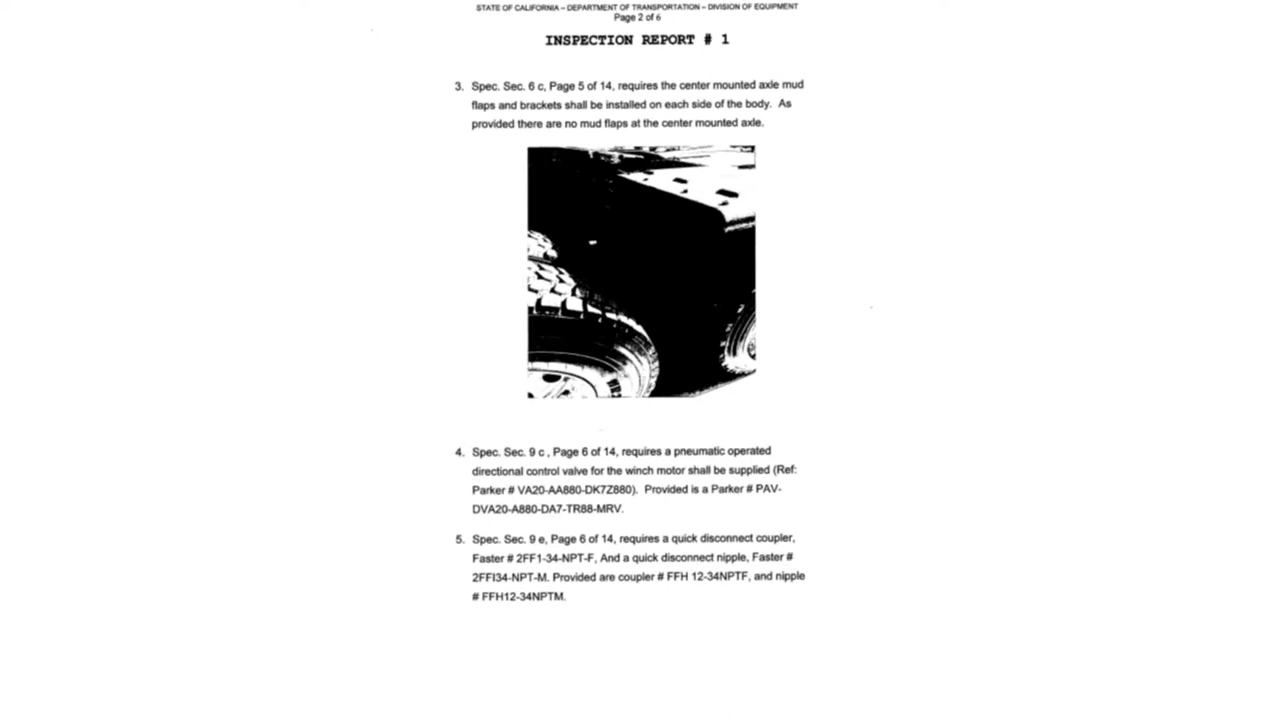 STATE OF CALIFORNIA – DEPARTMENT OF TRANSPORTATION – DIVISION OF EQUIPMENT
Page 2 of 6
INSPECTION REPORT # 1
3. Spec. Sec. 6 c, Page 5 of 14, requires the center mounted axle mud
flaps and brackets shall be installed on each side of the body. As
provided there are no mud flaps at the center mounted axle.
4. Spec. Sec. 9 c , Page 6 of 14, requires a pneumatic operated
directional control valve for the winch motor shall be supplied (Ref:
Parker # VA20-AA880-DK7Z880). Provided is a Parker # PAV-
DVA20-A880-DA7-TR88-MRV.
5. Spec. Sec. 9 e, Page 6 of 14, requires a quick disconnect coupler,
Faster # 2FF1-34-NPT-F, And a quick disconnect nipple, Faster #
2FFI34-NPT-M. Provided are coupler # FFH 12-34NPTF, and nipple
# FFH12-34NPTM.